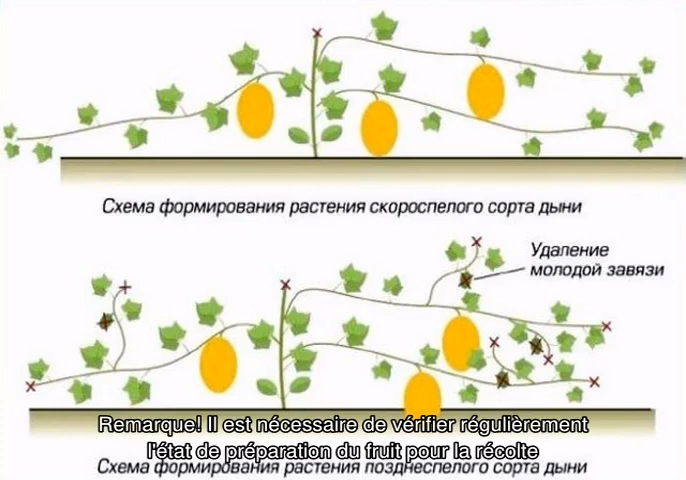 Схема формирования растения скороспелого сорта дыни
Удаление
молодой завязи
Remarque! Il est nécessaire de vérifier régulièrement
l'état de préparation du fruit pour la récolte
Схема формирования растения позднеспелого сорта дыни